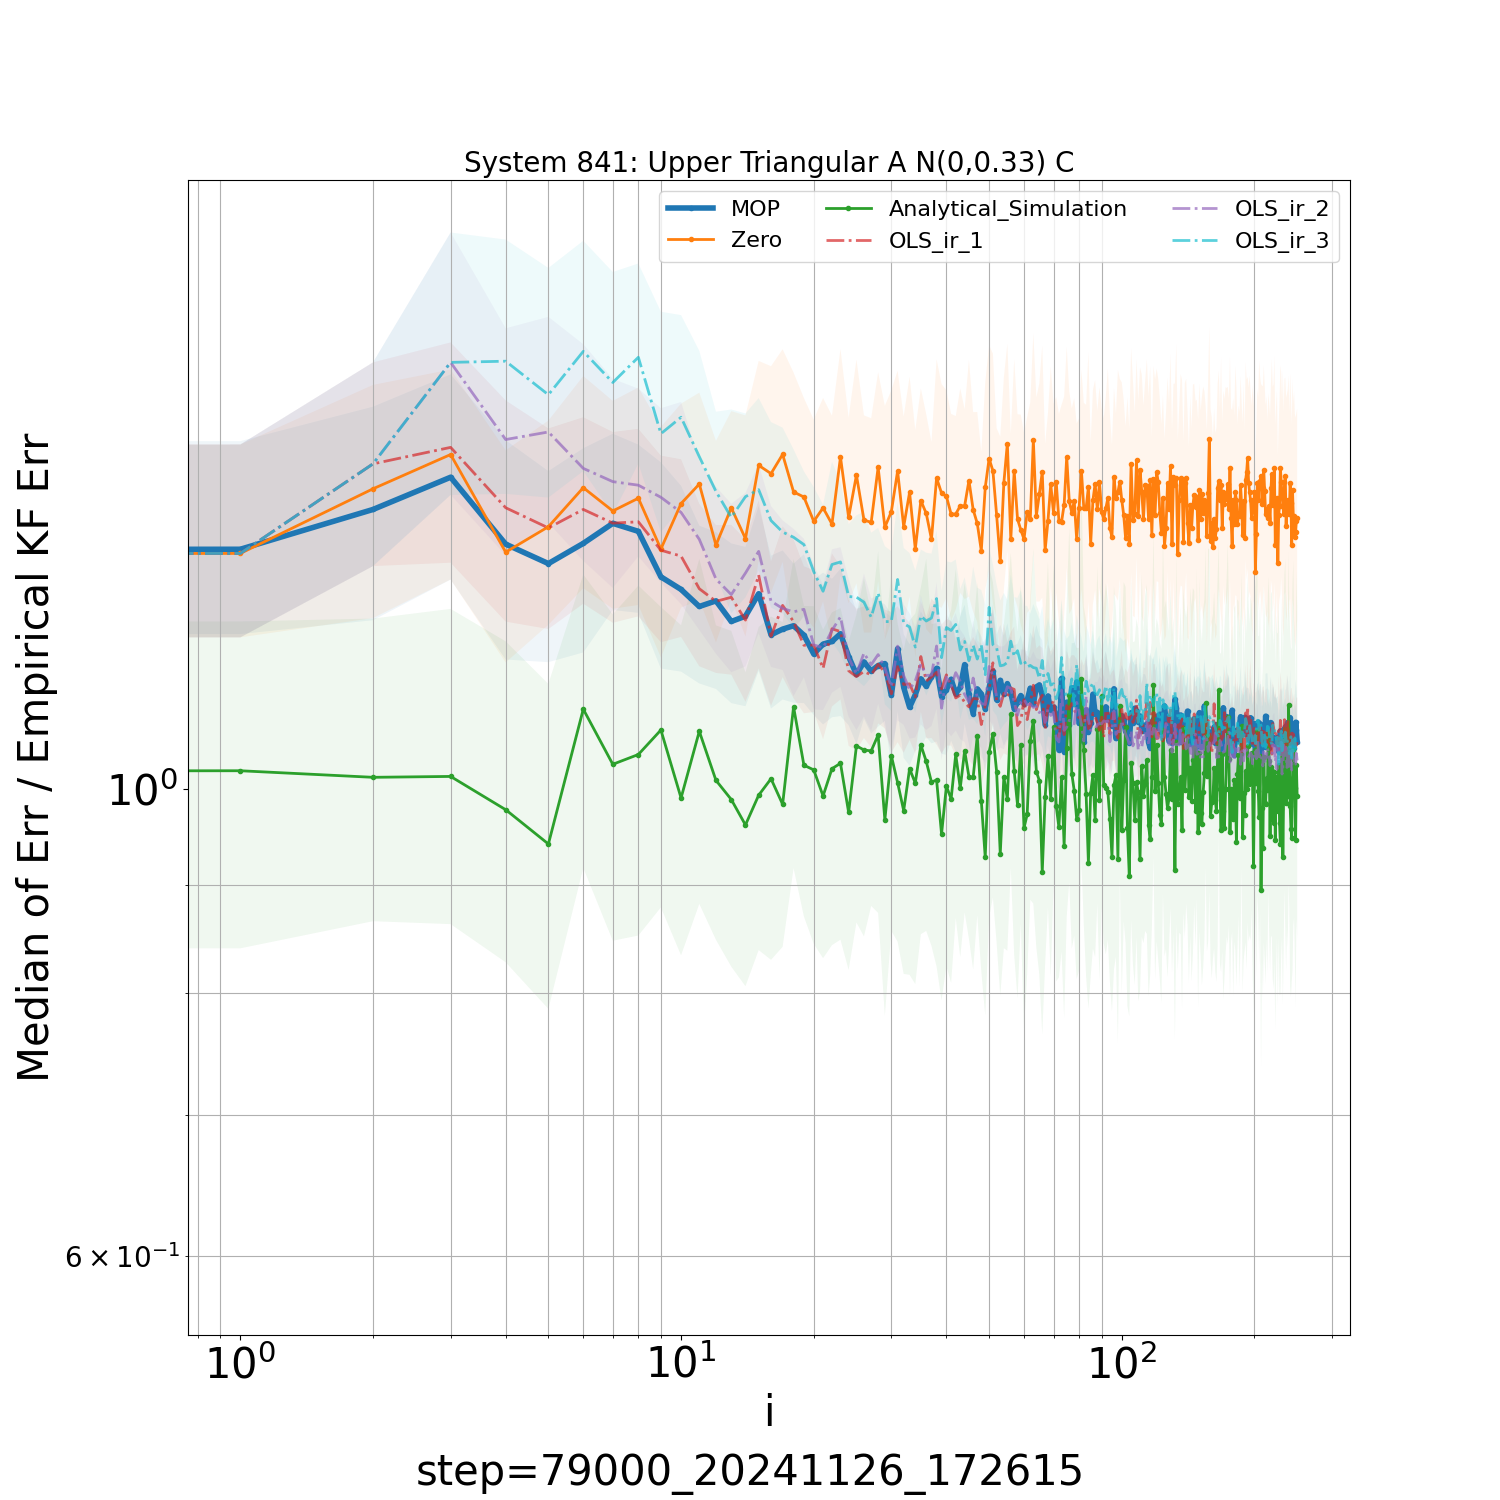 System 841: Upper Triangular A N(0,0.33) C
MOP
Zero
Analytical_Simulation
OLS_ir_1
OLS_ir_2
OLS_ir_3
Median of Err / Empirical KF Err
10⁰
6 × 10⁻¹
10⁰ 10¹ 10²
i
step=79000_20241126_172615